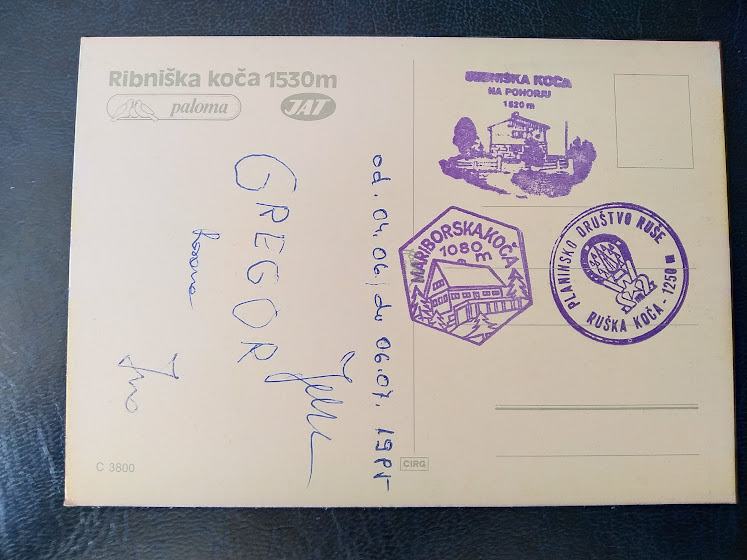 Ribniška koča 1530m
paloma
JAT
RIBNIŠKA KOČA
NA POHORJU
1520 m
MARIBORSKA KOČA
1080
m
PLANINSKO DRUŠTVO RUŠE
RUŠKA KOČA - 1250 m
od. 04.06/do 06.07.
GREGOR
C 3800
CIRG